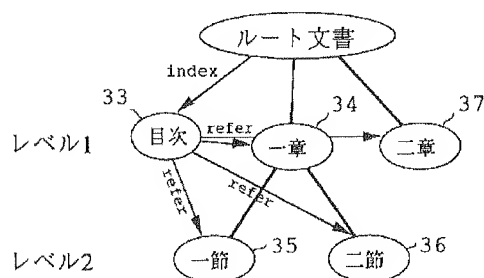 ルート文書
index
33
34
37
レベル1
目次
refer
一章
二章
refer
refer
レベル2
一節
35
二節
36